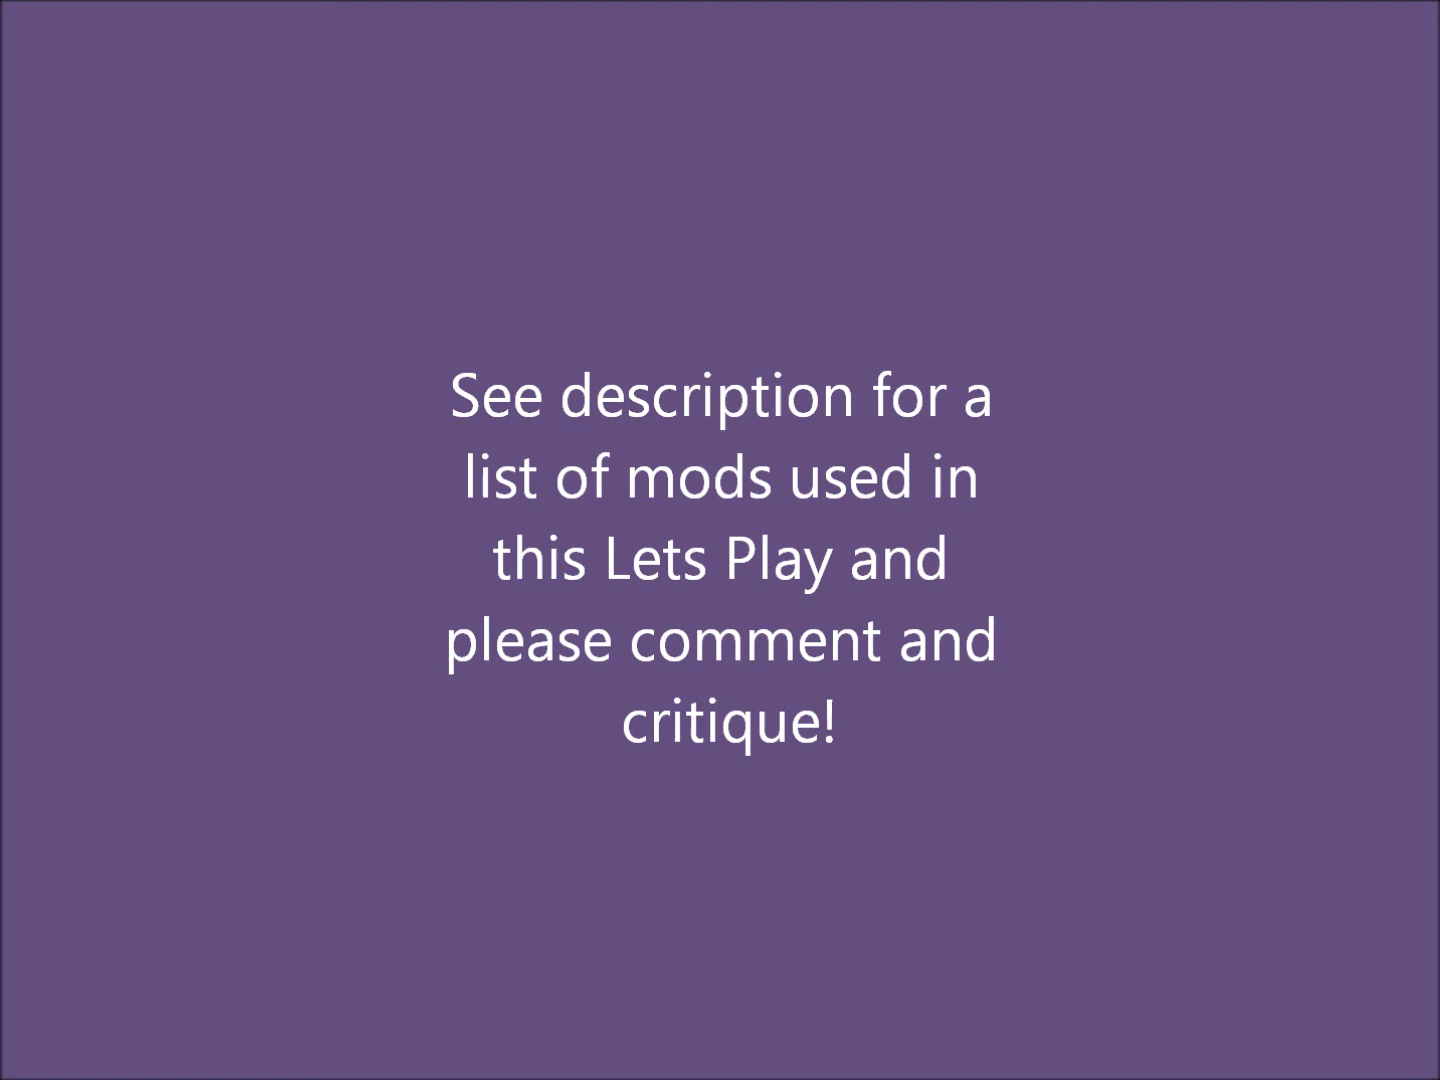 See description for a
list of mods used in
this Lets Play and
please comment and
critique!